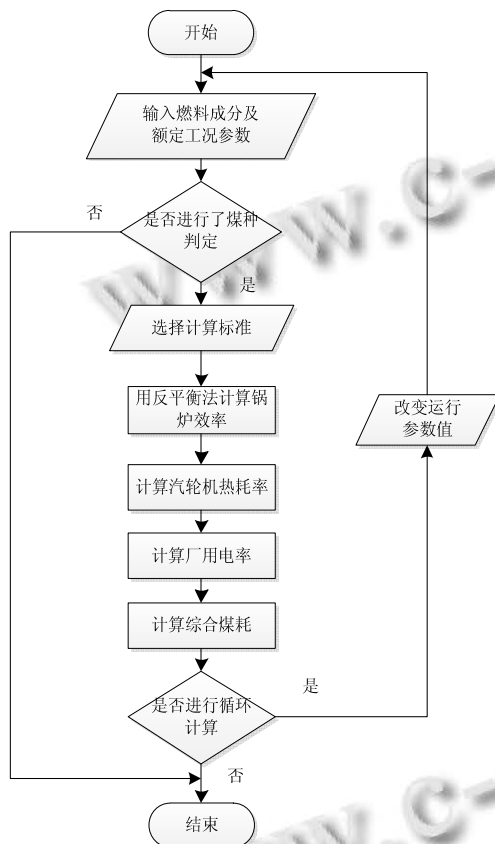 开始
输入燃料成分及
额定工况参数
否
是否进行了煤种
判定
是
选择计算标准
用反平衡法计算锅
炉效率
改变运行
参数值
计算汽轮机热耗率
计算厂用电率
计算综合煤耗
是
是否进行循环
计算
否
结束
www.c-